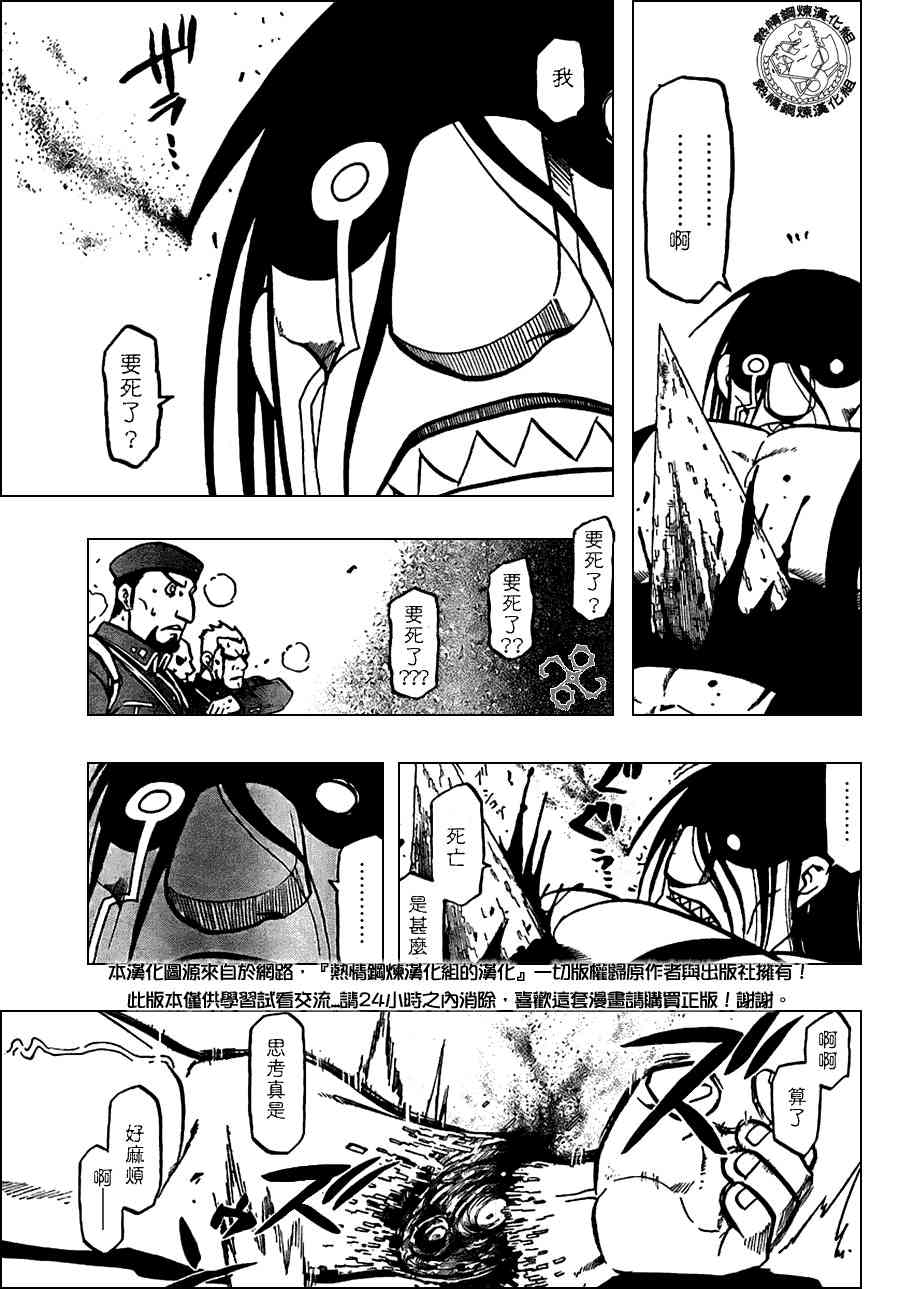 熱情鋼煉漢化組
熱情鋼煉漢化組
…………
…………啊
我
要死了？
要死了？
要死了??
要死了???
………
死亡
是甚麼
………
本漢化圖源來自於網路，『熱情鋼煉漢化組的漢化』一切版權歸原作者與出版社擁有！
此版本僅供學習試看交流…請24小時之內消除，喜歡這套漫畫請購買正版！謝謝。
啊啊
算了
思考真是
好麻煩
啊—
ズズ